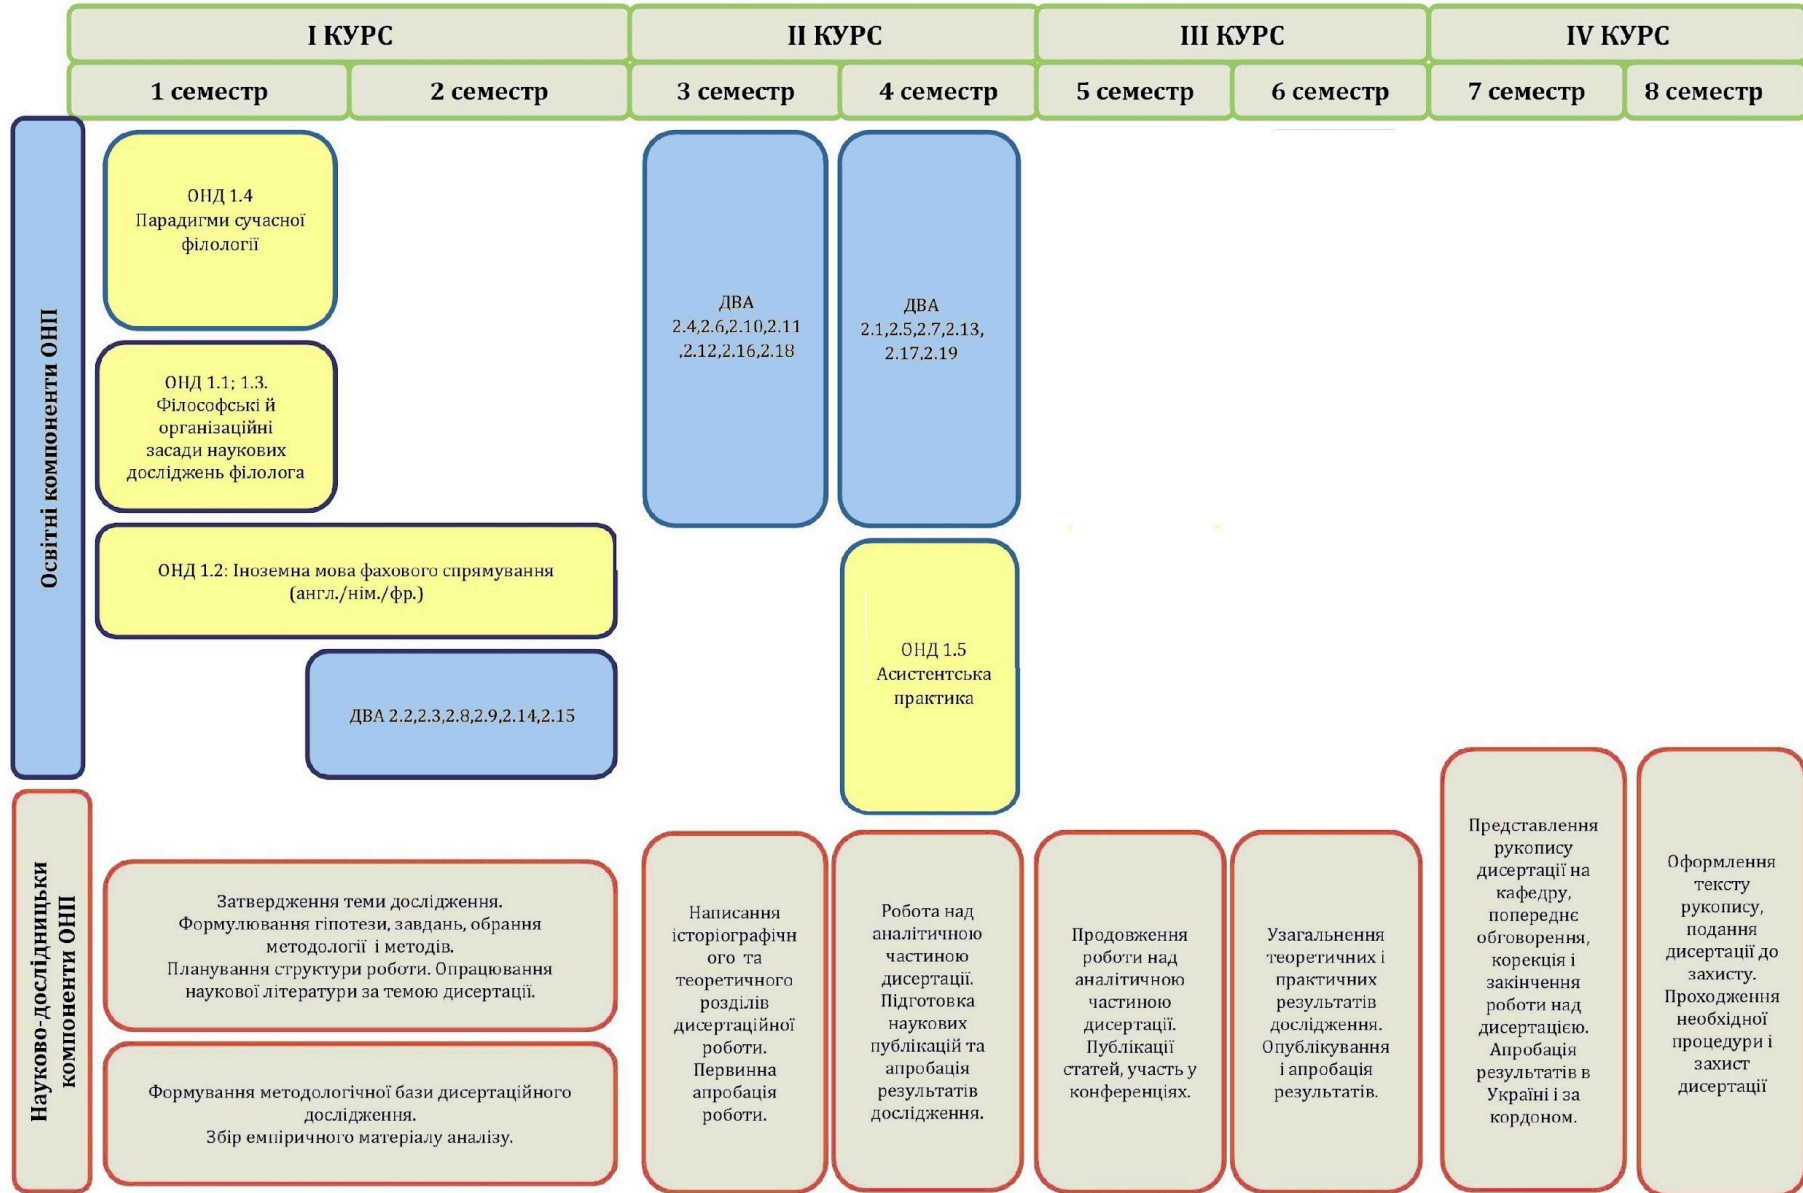 І КУРС
ІІ КУРС
ІІІ КУРС
IV КУРС
1 семестр
2 семестр
3 семестр
4 семестр
5 семестр
6 семестр
7 семестр
8 семестр
Освітні компоненти ОНП
ОНД 1.4
Парадигми сучасної
філології
ОНД 1.1; 1.3.
Філософські й
організаційні
засади наукових
досліджень філолога
ОНД 1.2: Іноземна мова фахового спрямування
(англ./нім./фр.)
ДВА 2.2,2.3,2.8,2.9,2.14,2.15
ДВА
2.4,2.6,2.10,2.11
,2.12,2.16,2.18
ДВА
2.1,2.5,2.7,2.13,
2.17,2.19
ОНД 1.5
Асистентська
практика
Науково-дослідницьки
компоненти ОНП
Затвердження теми дослідження.
Формулювання гіпотези, завдань, обрання
методології і методів.
Планування структури роботи. Опрацювання
наукової літератури за темою дисертації.
Формування методологічної бази дисертаційного
дослідження.
Збір емпіричного матеріалу аналізу.
Написання
історіографічн
ого та
теоретичного
розділів
дисертаційної
роботи.
Первинна
апробація
роботи.
Робота над
аналітичною
частиною
дисертації.
Підготовка
наукових
публікацій та
апробація
результатів
дослідження.
Продовження
роботи над
аналітичною
частиною
дисертації.
Публікації
статей, участь у
конференціях.
Узагальнення
теоретичних і
практичних
результатів
дослідження.
Опублікування
і апробація
результатів.
Представлення
рукопису
дисертації на
кафедру,
попереднє
обговорення,
корекція і
закінчення
роботи над
дисертацією.
Апробація
результатів в
Україні і за
кордоном.
Оформлення
тексту
рукопису,
подання
дисертації до
захисту.
Проходження
необхідної
процедури і
захист
дисертації